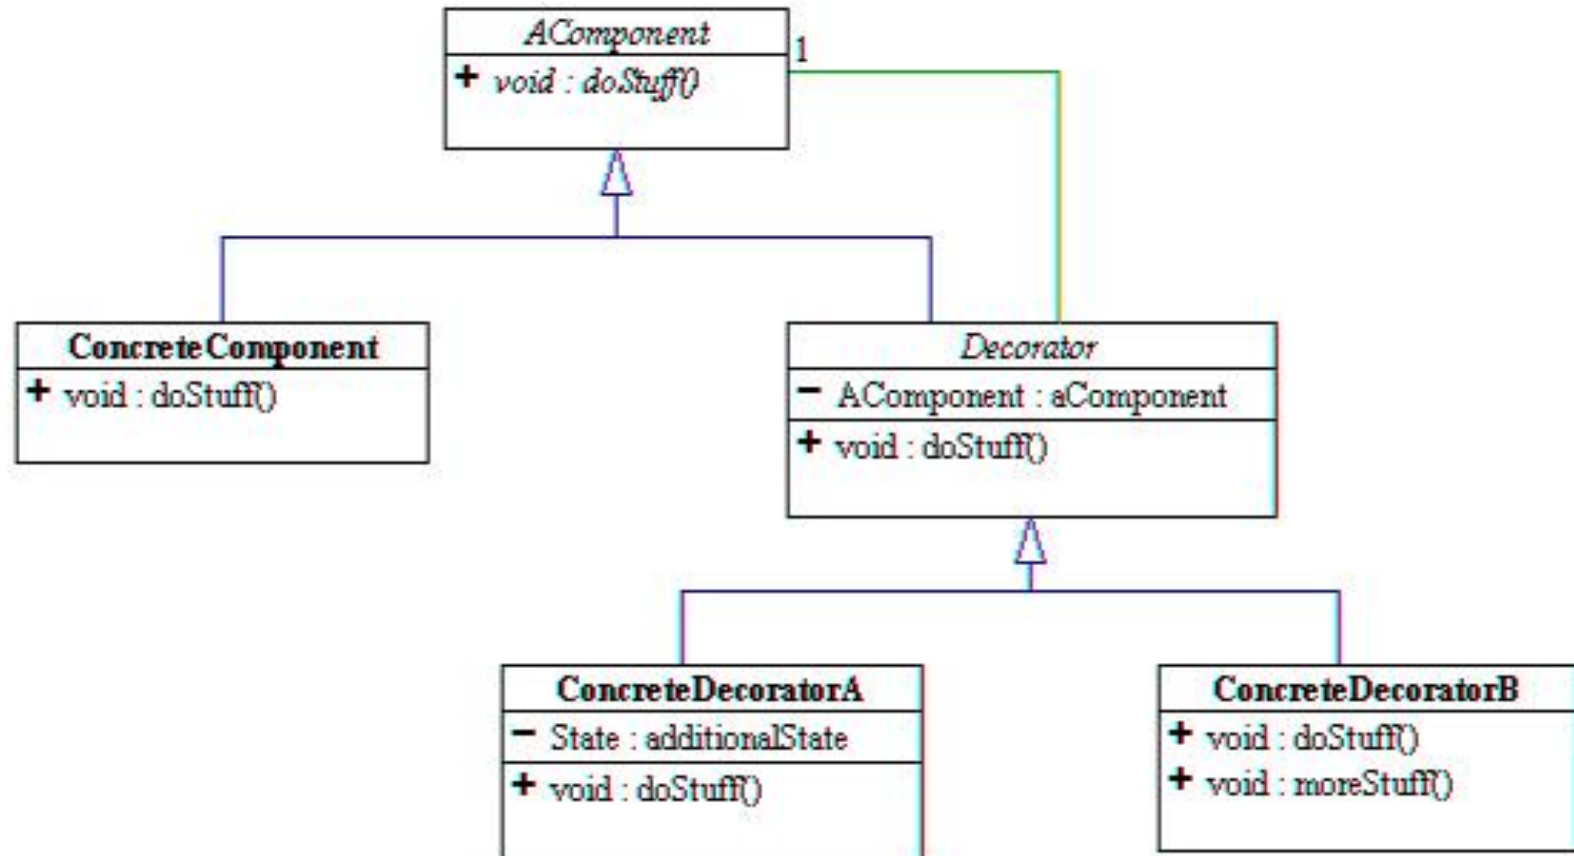 AComponent
+ void : doStuff()
1
ConcreteComponent
+ void : doStuff()
Decorator
- AComponent : aComponent
+ void : doStuff()
ConcreteDecoratorA
- State : additionalState
+ void : doStuff()
ConcreteDecoratorB
+ void : doStuff()
+ void : moreStuff()